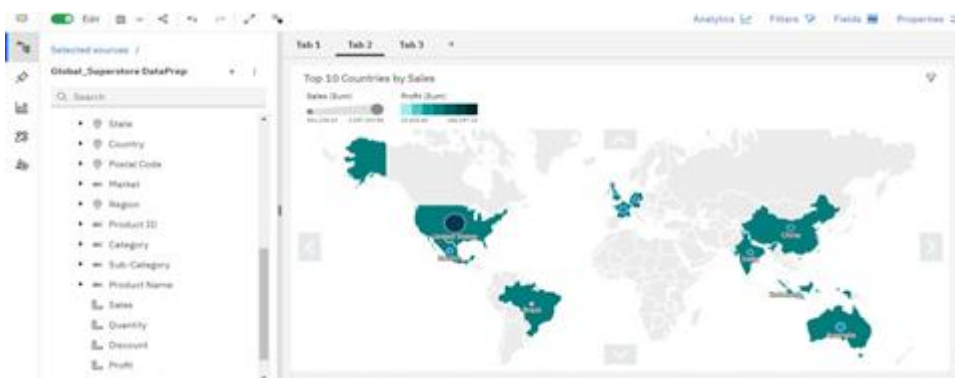 Edit
Analytics
Filters
Fields
Properties
Selected sources /
Global_Superstore DataPrep
Search
State
Country
Postal Code
Market
Region
Product ID
Category
Sub-Category
Product Name
Sales
Quantity
Discount
Profit
Tab 1
Tab 2
Tab 3
Top 10 Countries by Sales
Sales (Sum)
Profit (Sum)
United States
China
India
Brazil
Australia